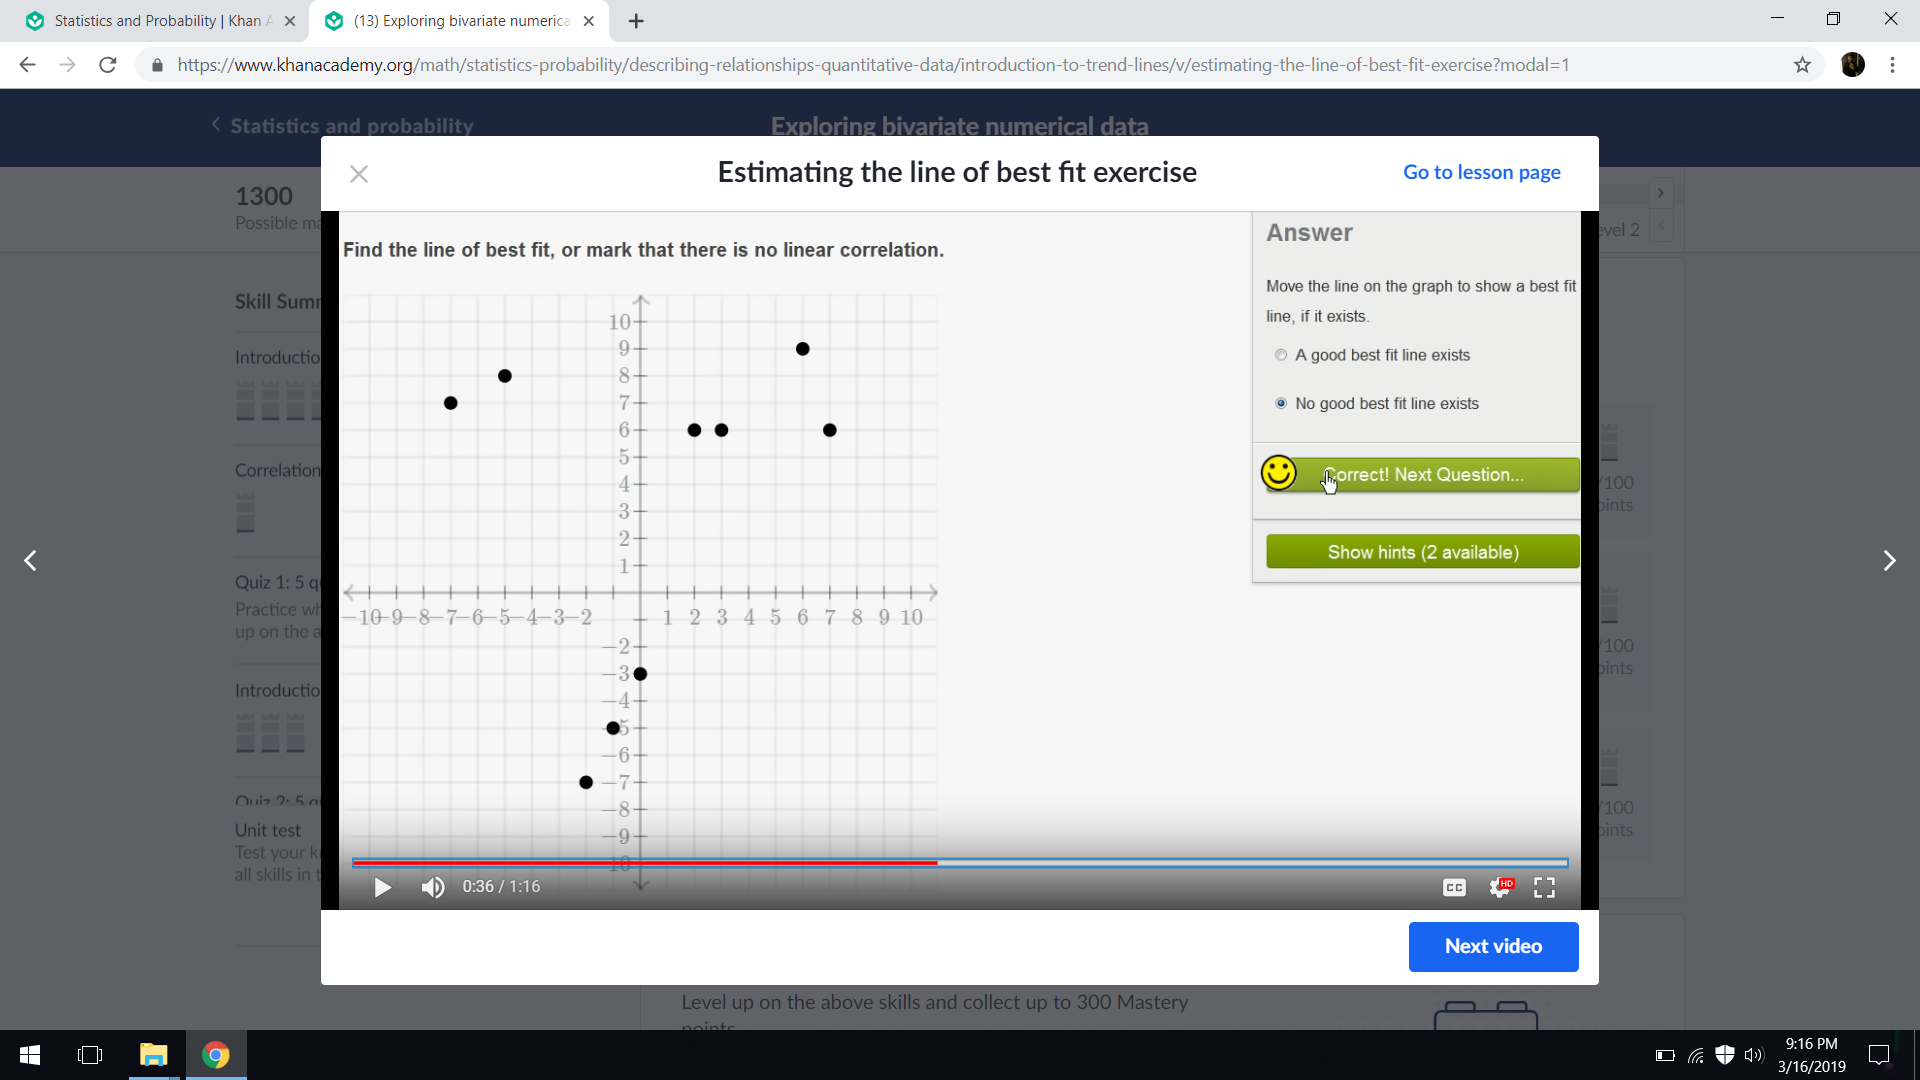 Statistics and Probability | Khan A
(13) Exploring bivariate numerica
https://www.khanacademy.org/math/statistics-probability/describing-relationships-quantitative-data/introduction-to-trend-lines/v/estimating-the-line-of-best-fit-exercise?modal=1
Statistics and probability
Exploring bivariate numerical data
Estimating the line of best fit exercise
Go to lesson page
1300
Possible ma
evel 2
Skill Summ
Introductio
Correlation
Quiz 1: 5 q
Practice wh
up on the a
Introductio
Quiz 2: 5 q
Unit test
Test your k
all skills in t
Find the line of best fit, or mark that there is no linear correlation.
10
9
8
7
6
5
4
3
2
1
-10 -9 -8 -7 -6 -5 -4 -3 -2 1 2 3 4 5 6 7 8 9 10
-2
-3
-4
-5
-6
-7
-8
-9
10
Answer
Move the line on the graph to show a best fit
line, if it exists.
A good best fit line exists
No good best fit line exists
Correct! Next Question...
Show hints (2 available)
/100
oints
/100
oints
/100
oints
0:36 / 1:16
CC
HD
Next video
Level up on the above skills and collect up to 300 Mastery
points
9:16 PM
3/16/2019